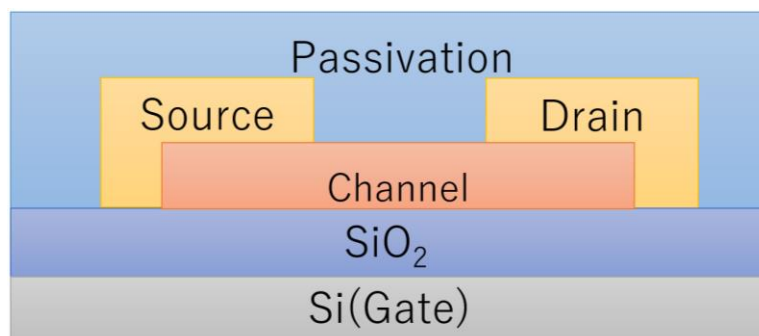 Passivation
Source
Drain
Channel
SiO₂
Si(Gate)